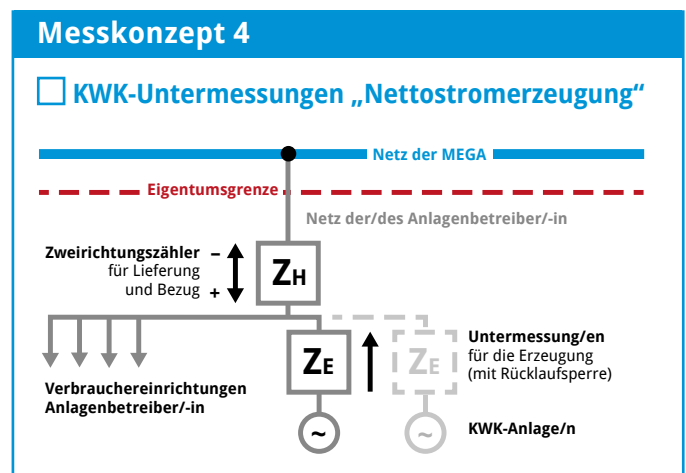 Messkonzept 4
☐ KWK-Untermessungen „Nettostromerzeugung“
Netz der MEGA
Eigentumsgrenze
Netz der/des Anlagenbetreiber/-in
Zweirichtungszähler –
für Lieferung
und Bezug +
ZH
ZE
ZE
Untermessung/en
für die Erzeugung
(mit Rücklaufsperre)
Verbrauchereinrichtungen
Anlagenbetreiber/-in
~
~
KWK-Anlage/n